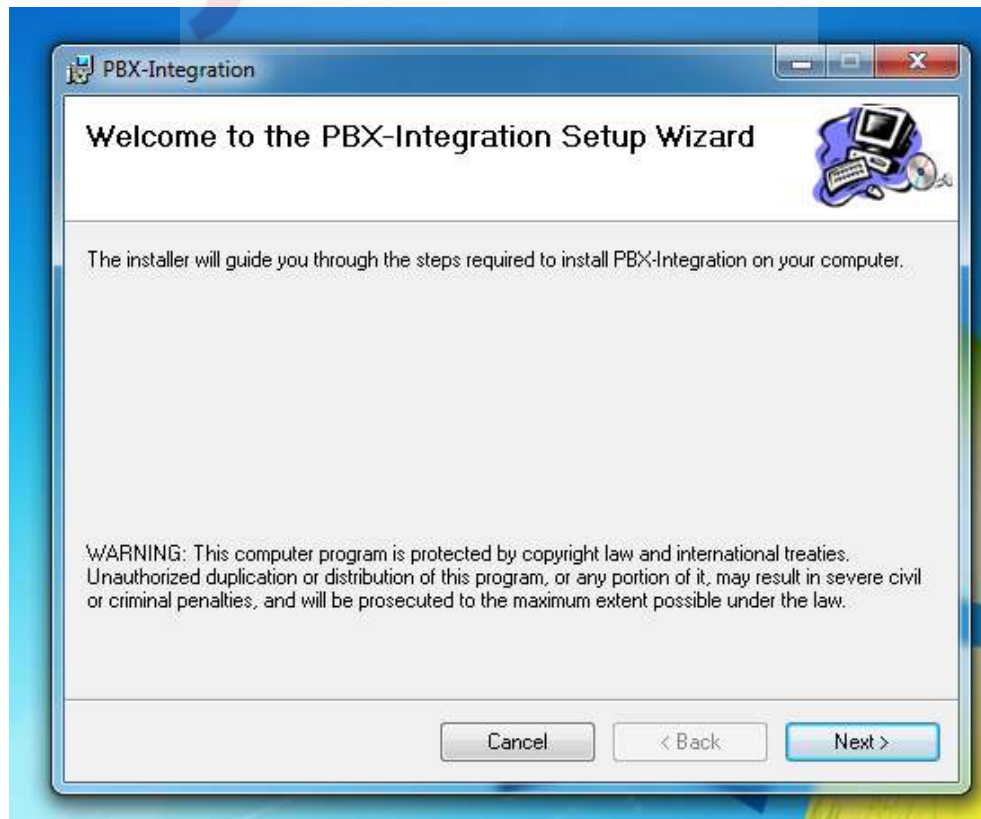 PBX-Integration
Welcome to the PBX-Integration Setup Wizard
The installer will guide you through the steps required to install PBX-Integration on your computer.
WARNING: This computer program is protected by copyright law and international treaties.
Unauthorized duplication or distribution of this program, or any portion of it, may result in severe civil
or criminal penalties, and will be prosecuted to the maximum extent possible under the law.
Cancel
< Back
Next >